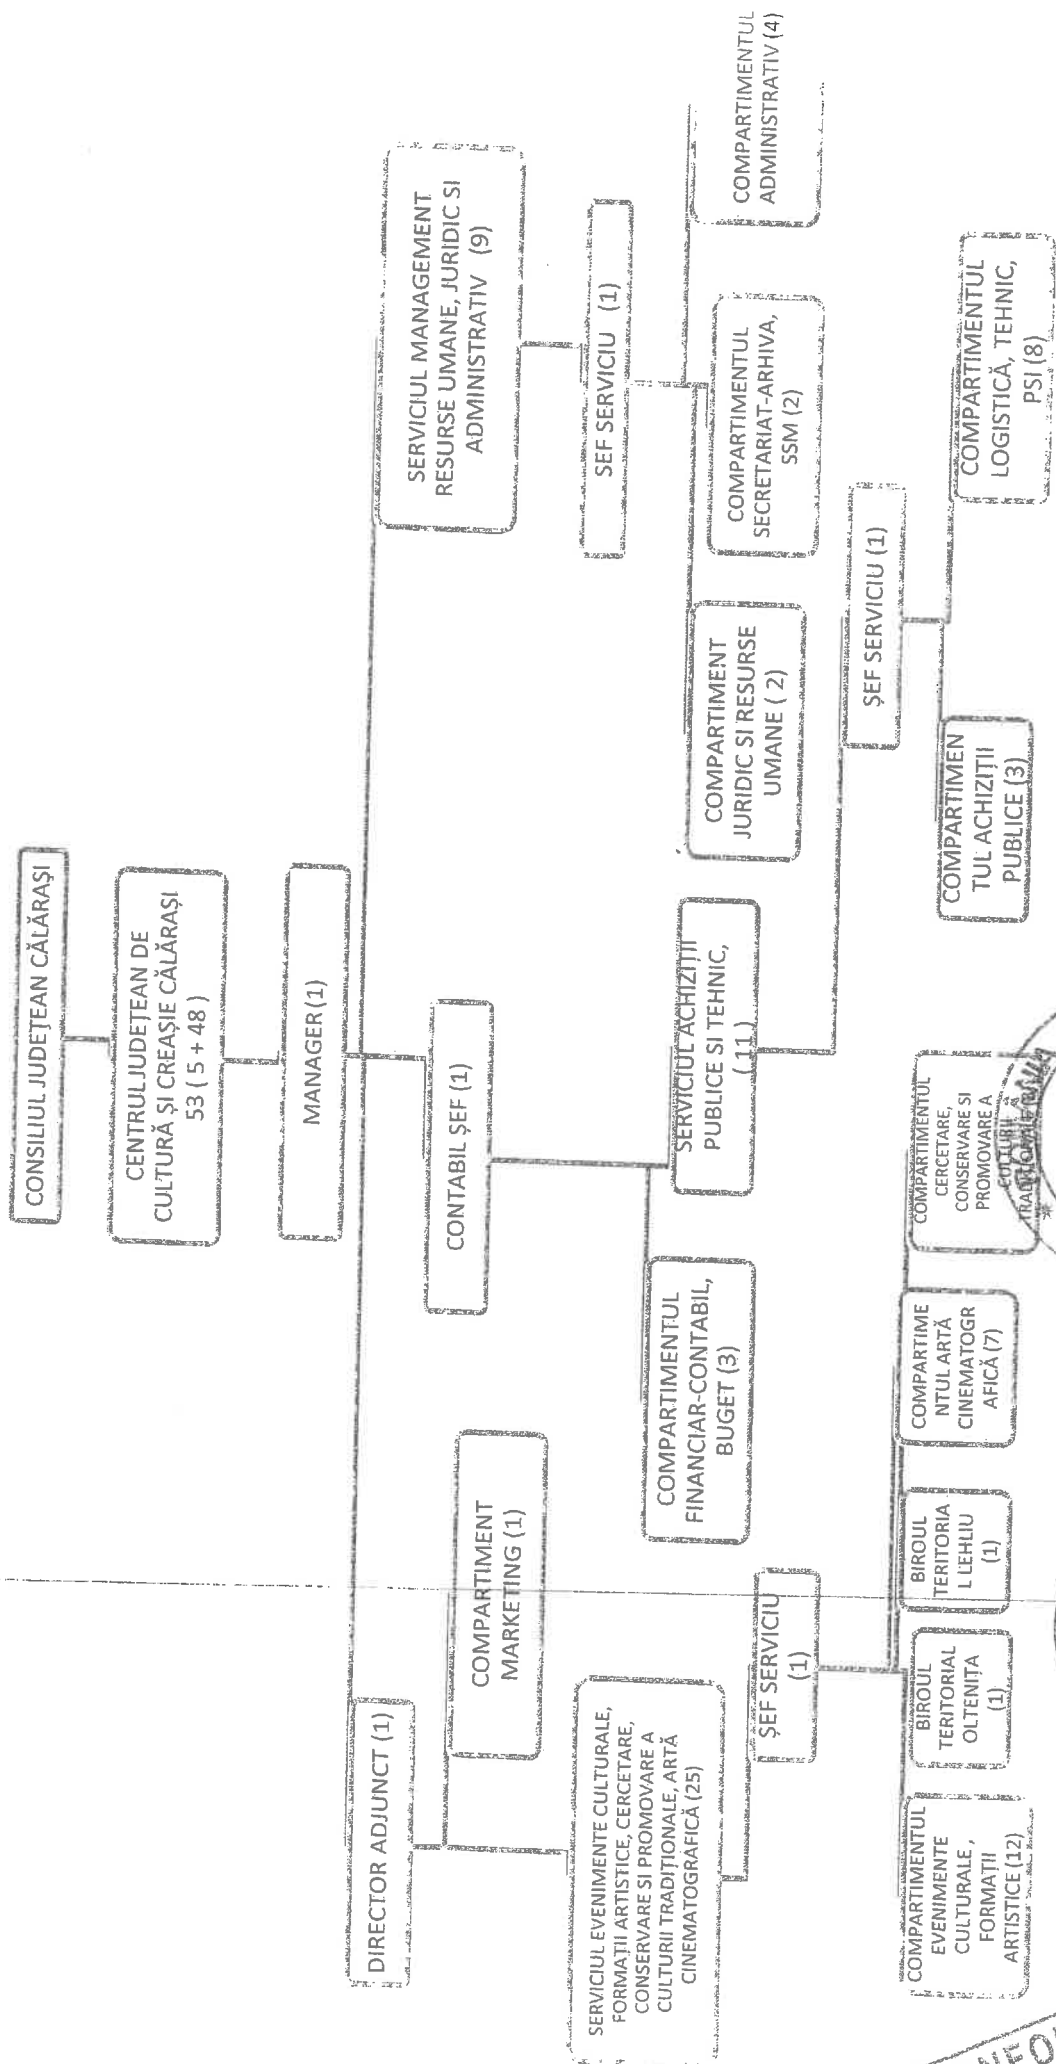 CONSILIUL JUDEȚEAN CĂLĂRAȘI
CENTRULJUDEȚEAN DE
CULTURĂ ȘI CREAȘIE CĂLĂRAȘI
53 ( 5 + 48 )
MANAGER (1)
DIRECTOR ADJUNCT (1)
COMPARTIMENT
MARKETING (1)
SERVICIUL EVENIMENTE CULTURALE,
FORMAȚII ARTISTICE, CERCETARE,
CONSERVARE SI PROMOVARE A
CULTURII TRADIȚIONALE, ARTĂ
CINEMATOGRAFICĂ (25)
ȘEF SERVICIU
(1)
COMPARTIMENTUL
EVENIMENTE
CULTURALE ,
FORMAȚII
ARTISTICE (12)
BIROUL
TERITORIAL
OLTENIȚA
(1)
BIROUL
TERITORIA
L LEHLIU
(1)
COMPARTIME
NTUL ARTĂ
CINEMATOGR
AFICĂ (7)
COMPARTIMENTUL
CERCETARE,
CONSERVARE SI
PROMOVARE A
CULTURII
CONTABIL ȘEF (1)
COMPARTIMENTUL
FINANCIAR-CONTABIL,
BUGET (3)
SERVICIUL ACHIZIȚII
PUBLICE SI TEHNIC,
(11)
ȘEF SERVICIU (1)
COMPARTIMEN
TUL ACHIZIȚII
PUBLICE (3)
COMPARTIMENTUL
LOGISTICĂ, TEHNIC,
PSI (8)
SERVICIUL MANAGEMENT
RESURSE UMANE, JURIDIC SI
ADMINISTRATIV (9)
SEF SERVICIU (1)
COMPARTIMENT
JURIDIC SI RESURSE
UMANE ( 2)
COMPARTIMENTUL
SECRETARIAT-ARHIVA,
SSM (2)
COMPARTIMENTUL
ADMINISTRATIV (4)